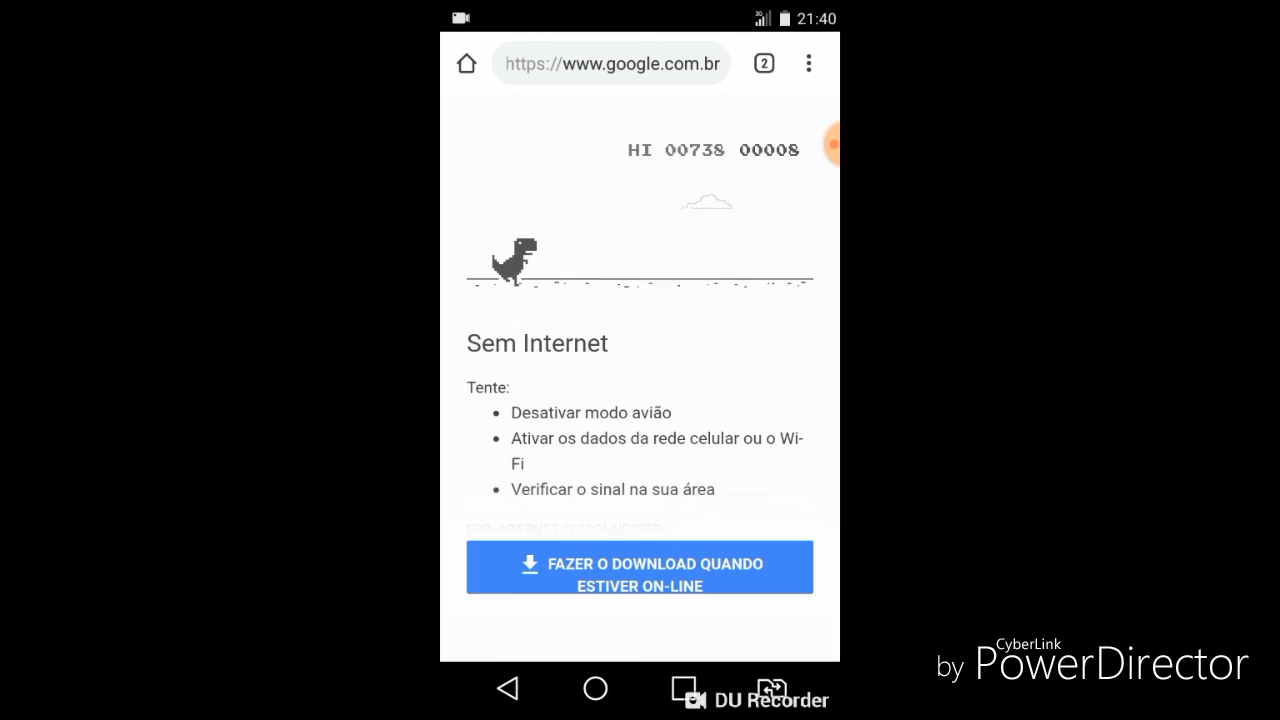 3G 21:40
https://www.google.com.br 2
HI 00738 00008
Sem Internet
Tente:
• Desativar modo avião
• Ativar os dados da rede celular ou o Wi-
Fi
• Verificar o sinal na sua área
ERR_INTERNET_DISCONNECTED
FAZER O DOWNLOAD QUANDO
ESTIVER ON-LINE
CyberLink
by PowerDirector
DU Recorder